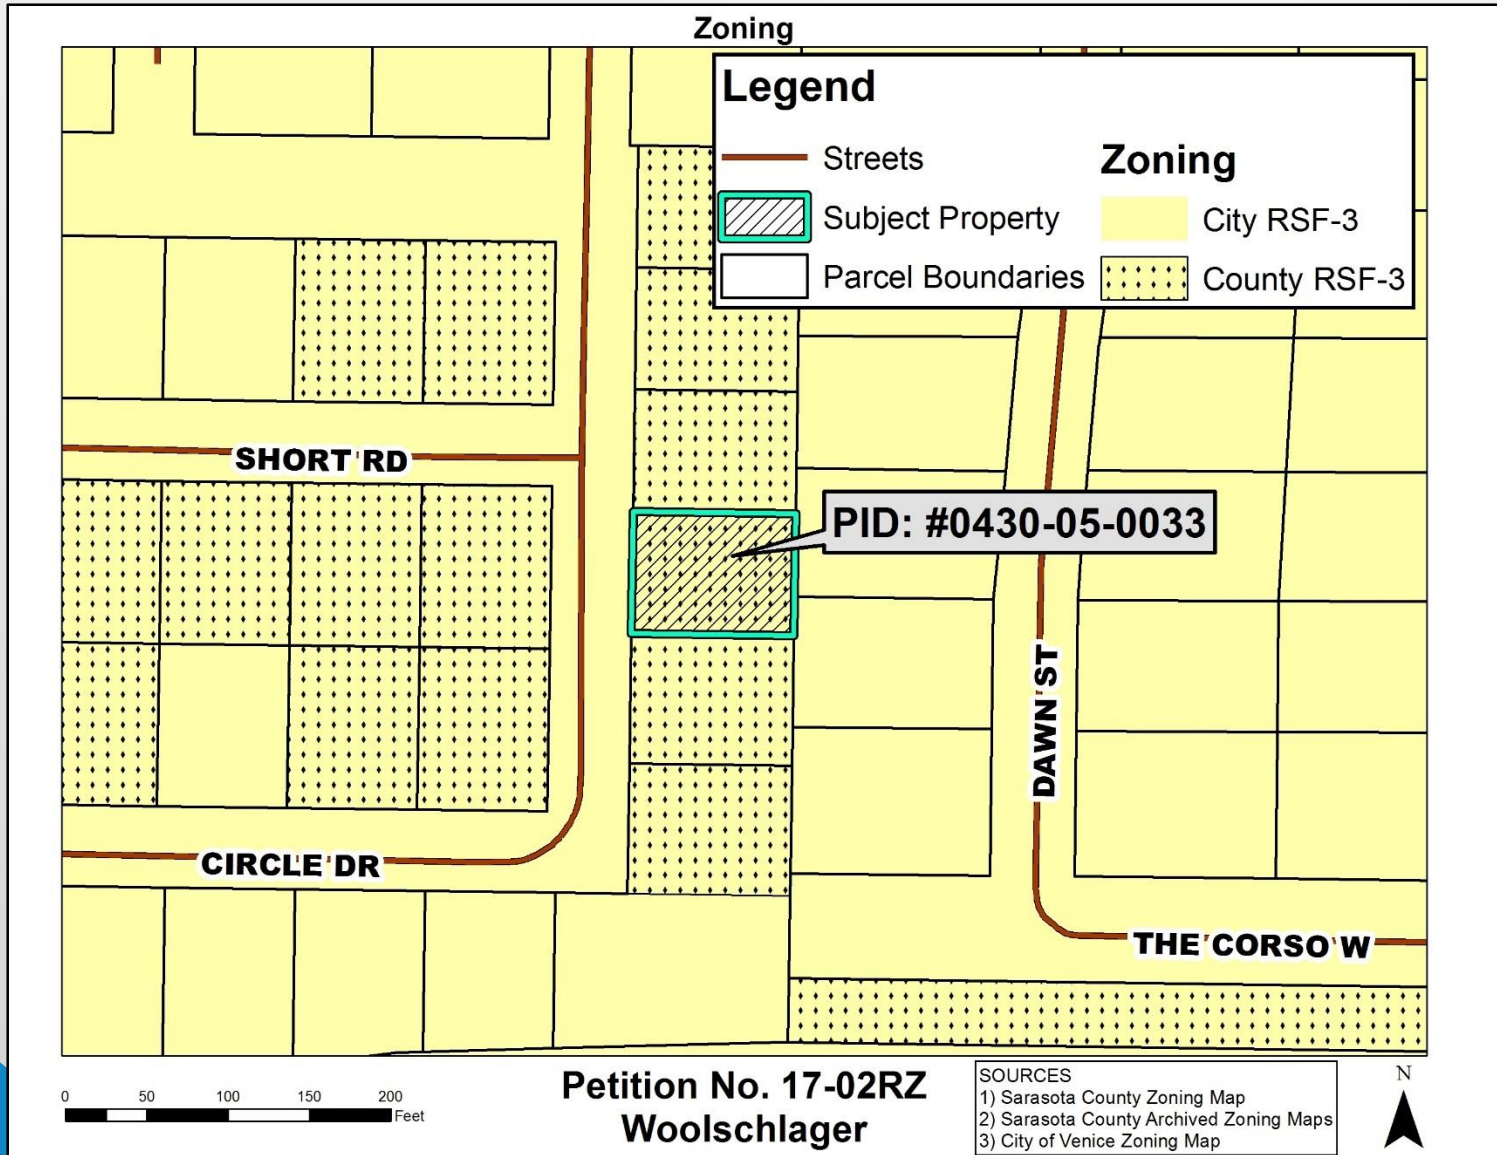 Zoning
Legend
Streets
Subject Property
Parcel Boundaries
Zoning
City RSF-3
County RSF-3
SHORT RD
PID: #0430-05-0033
DAWN ST
CIRCLE DR
THE CORSO W
0 50 100 150 200
Feet
Petition No. 17-02RZ
Woolschlager
SOURCES
1) Sarasota County Zoning Map
2) Sarasota County Archived Zoning Maps
3) City of Venice Zoning Map
N